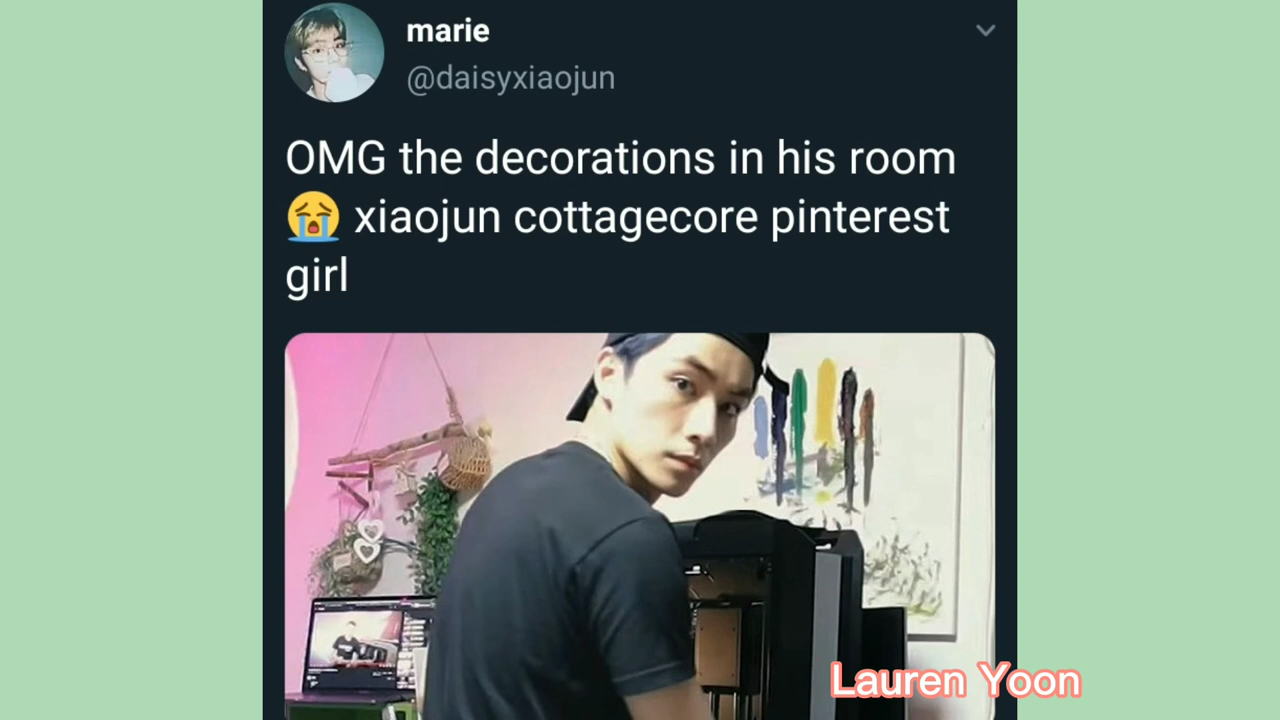 marie
@daisyxiaojun
OMG the decorations in his room
😭 xiaojun cottagecore pinterest
girl
Lauren Yoon